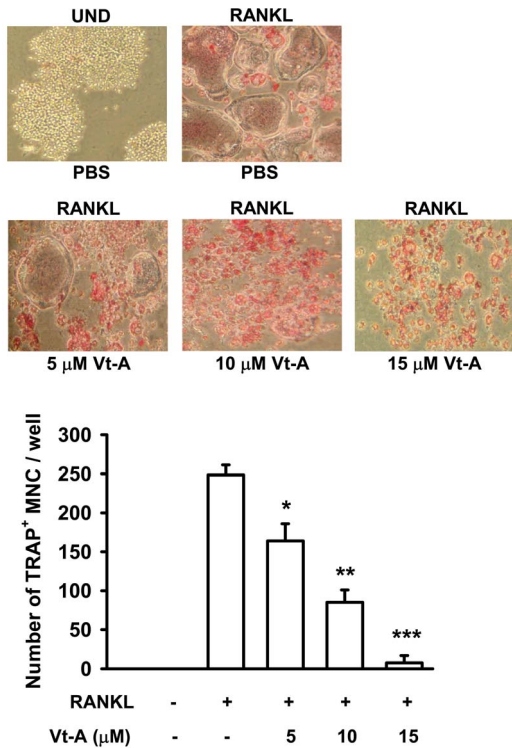 UND RANKL
PBS PBS
RANKL RANKL RANKL
5 μM Vt-A 10 μM Vt-A 15 μM Vt-A
Number of TRAP⁺ MNC / well
300
250
200
150
100
50
0
*
**
***
RANKL - + + + +
Vt-A (μM) - - 5 10 15